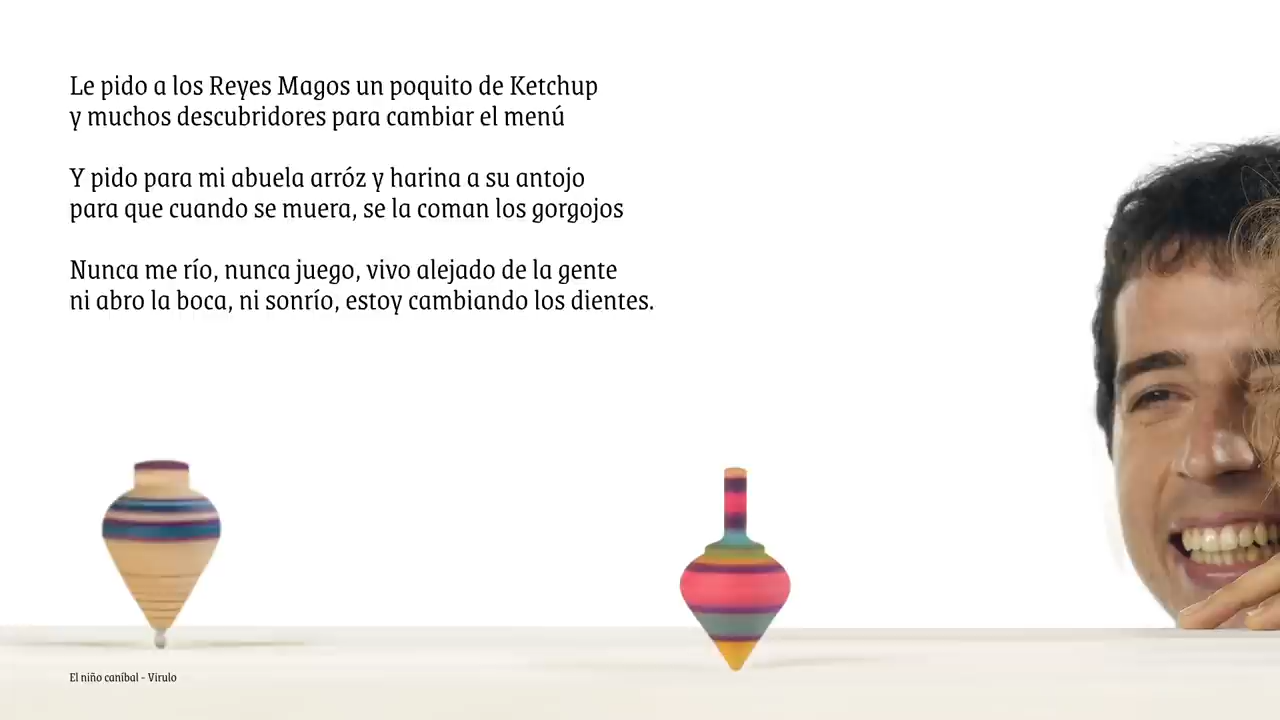 Le pido a los Reyes Magos un poquito de Ketchup
y muchos descubridores para cambiar el menú
Y pido para mi abuela arróz y harina a su antojo
para que cuando se muera, se la coman los gorgojos
Nunca me río, nunca juego, vivo alejado de la gente
ni abro la boca, ni sonrío, estoy cambiando los dientes.
El niño caníbal - Virulo